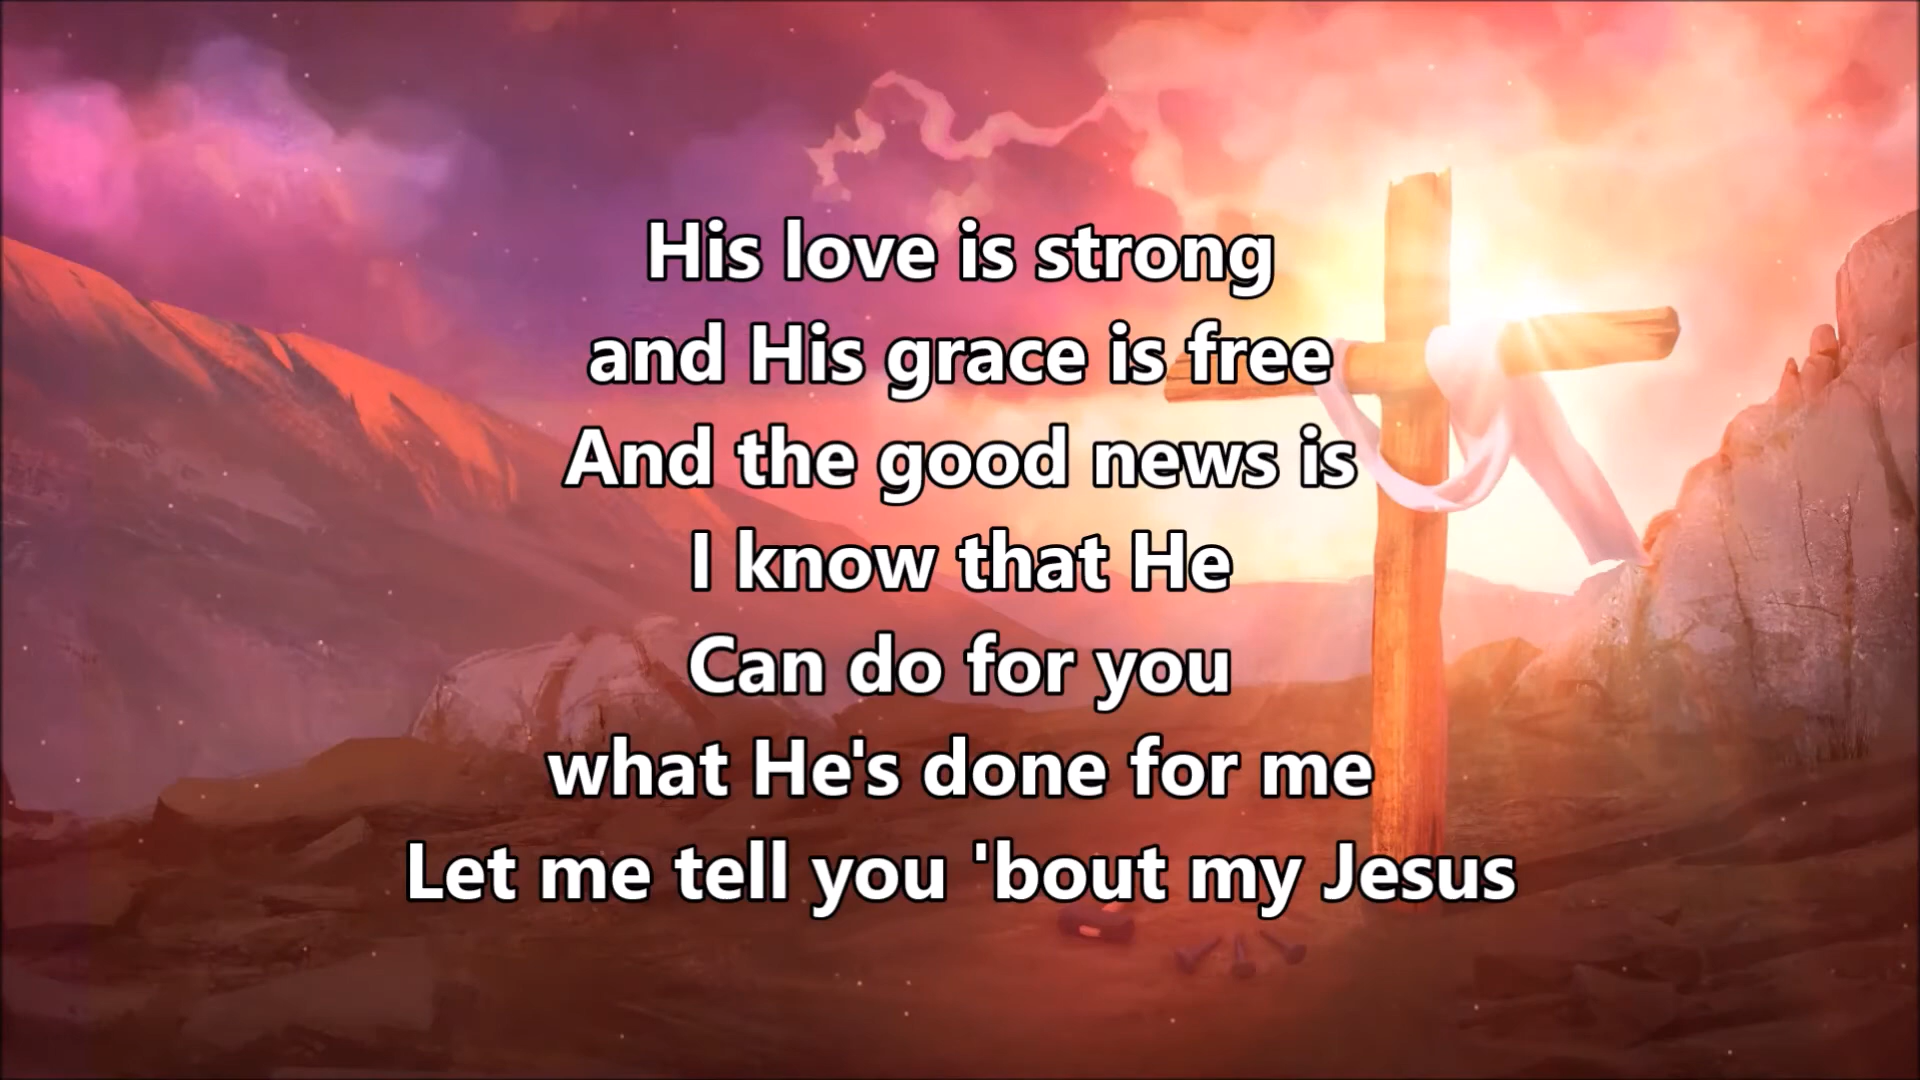 His love is strong
and His grace is free
And the good news is
I know that He
Can do for you
what He's done for me
Let me tell you 'bout my Jesus